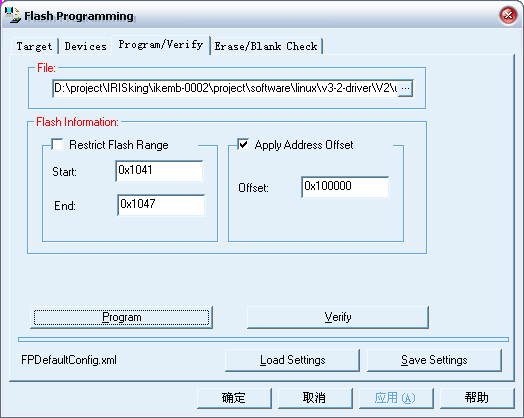 Flash Programming
Target Devices Program/Verify Erase/Blank Check
File:
D:\project\IRISking\ikemb-0002\project\software\linux\v3-2-driver\V2\u ...
Flash Information:
Restrict Flash Range
Apply Address Offset
Start: 0x1041
Offset: 0x100000
End: 0x1047
Program Verify
FPDefaultConfig.xml Load Settings Save Settings
确定 取消 应用(A) 帮助